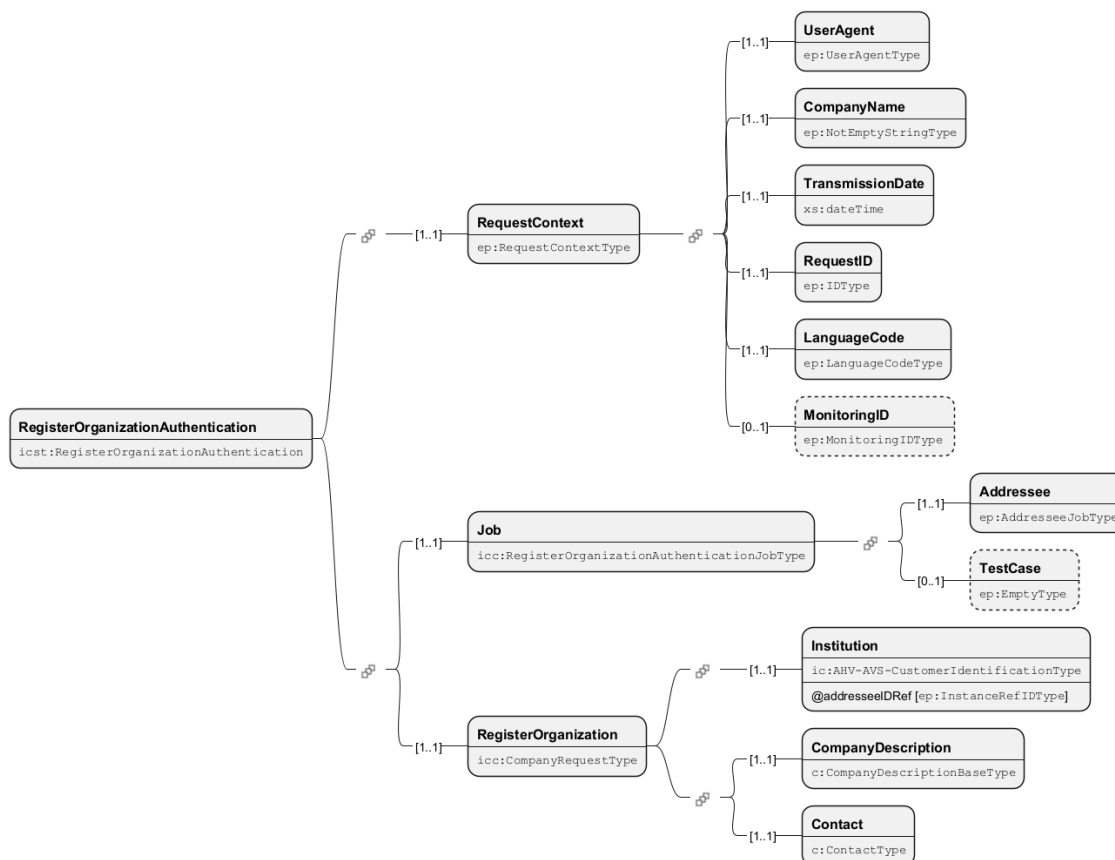 UserAgent
[1..1]
ep:UserAgentType
CompanyName
[1..1]
ep:NotEmptyStringType
TransmissionDate
[1..1]
xs:dateTime
RequestContext
[1..1]
ep:RequestContextType
RequestID
[1..1]
ep:IDType
LanguageCode
[1..1]
ep:LanguageCodeType
MonitoringID
[0..1]
ep:MonitoringIDType
RegisterOrganizationAuthentication
icst:RegisterOrganizationAuthentication
Addressee
[1..1]
ep:AddresseeJobType
Job
[1..1]
icc:RegisterOrganizationAuthenticationJobType
TestCase
[0..1]
ep:EmptyType
Institution
[1..1]
ic:AHV-AVS-CustomerIdentificationType
@addresseeIDRef [ep:InstanceRefIDType]
RegisterOrganization
[1..1]
icc:CompanyRequestType
CompanyDescription
[1..1]
c:CompanyDescriptionBaseType
Contact
[1..1]
c:ContactType